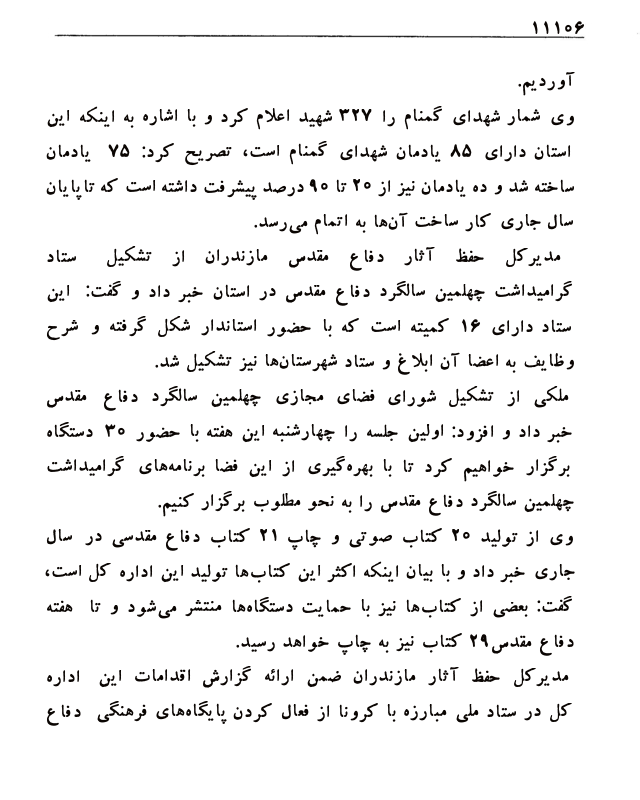 ۱۱۱۰۶
آوردیم.
وی شمار شهدای گمنام را ۳۲۷ شهید اعلام کرد و با اشاره به اینکه این
استان دارای ۸۵ یادمان شهدای گمنام است، تصریح کرد: ۷۵ یادمان
ساخته شد و ده یادمان نیز از ۲۰ تا ۹۰ درصد پیشرفت داشته است که تا پایان
سال جاری کار ساخت آن‌ها به اتمام می‌رسد.
مدیرکل حفظ آثار دفاع مقدس مازندران از تشکیل ستاد
گرامیداشت چهلمین سالگرد دفاع مقدس در استان خبر داد و گفت: این
ستاد دارای ۱۶ کمیته است که با حضور استاندار شکل گرفته و شرح
وظایف به اعضا آن ابلاغ و ستاد شهرستان‌ها نیز تشکیل شد.
ملکی از تشکیل شورای فضای مجازی چهلمین سالگرد دفاع مقدس
خبر داد و افزود: اولین جلسه را چهارشنبه این هفته با حضور ۳۰ دستگاه
برگزار خواهیم کرد تا با بهره‌گیری از این فضا برنامه‌های گرامیداشت
چهلمین سالگرد دفاع مقدس را به نحو مطلوب برگزار کنیم.
وی از تولید ۲۰ کتاب صوتی و چاپ ۲۱ کتاب دفاع مقدسی در سال
جاری خبر داد و با بیان اینکه اکثر این کتاب‌ها تولید این اداره کل است،
گفت: بعضی از کتاب‌ها نیز با حمایت دستگاه‌ها منتشر می‌شود و تا هفته
دفاع مقدس۲۹ کتاب نیز به چاپ خواهد رسید.
مدیرکل حفظ آثار مازندران ضمن ارائه گزارش اقدامات این اداره
کل در ستاد ملی مبارزه با کرونا از فعال کردن پایگاه‌های فرهنگی دفاع